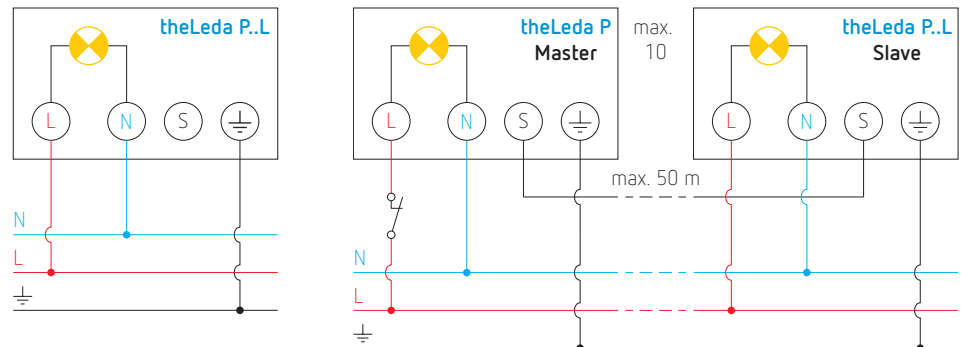 theLeda P..L
L N S
N
L
theLeda P
Master
L N S
max.
10
theLeda P..L
Slave
L N S
max. 50 m
N
L